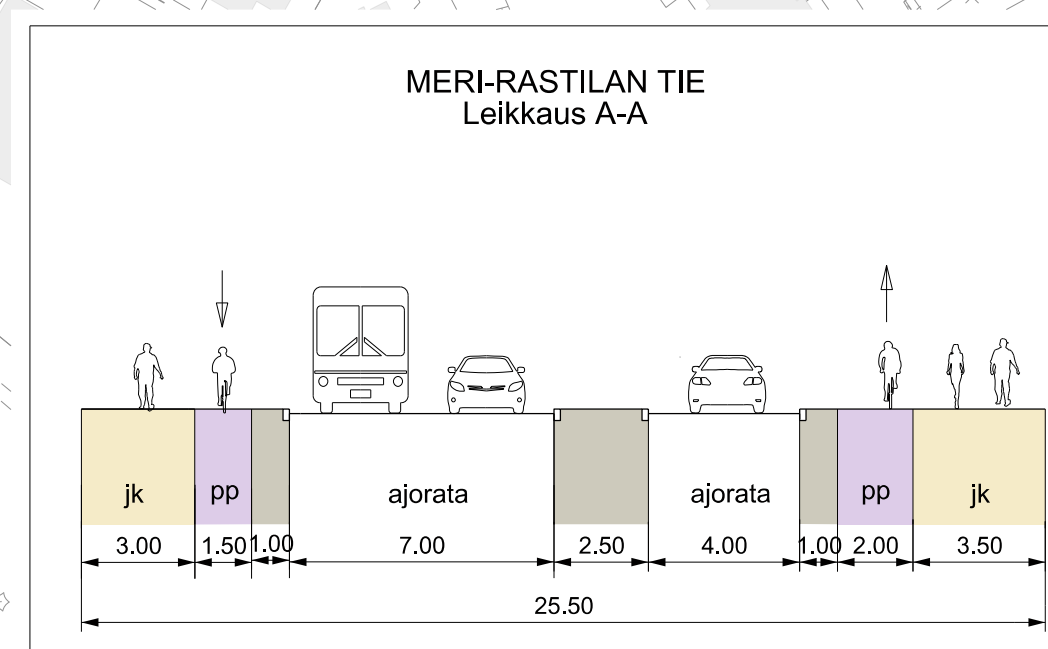 MERI-RASTILAN TIE
Leikkaus A-A
jk pp ajorata ajorata pp jk
3.00 1.50 1.00 7.00 2.50 4.00 1.00 2.00 3.50
25.50